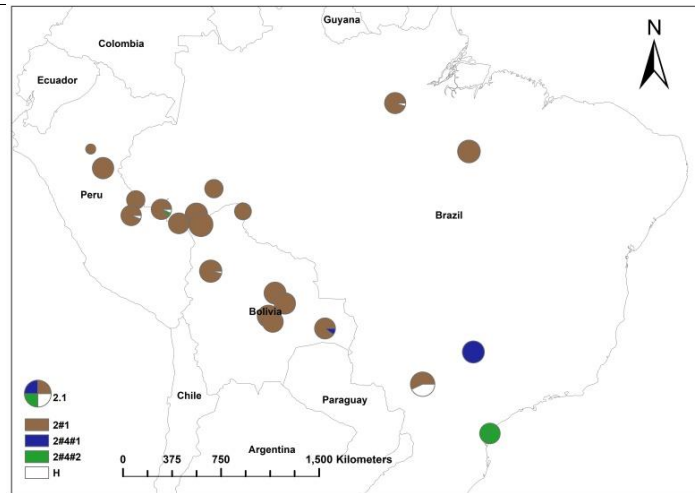 Guyana
N
Colombia
Ecuador
Peru
Brazil
Bolivia
2.1
Chile
Paraguay
2#1
2#4#1
2#4#2
H
Argentina
0 375 750 1,500 Kilometers